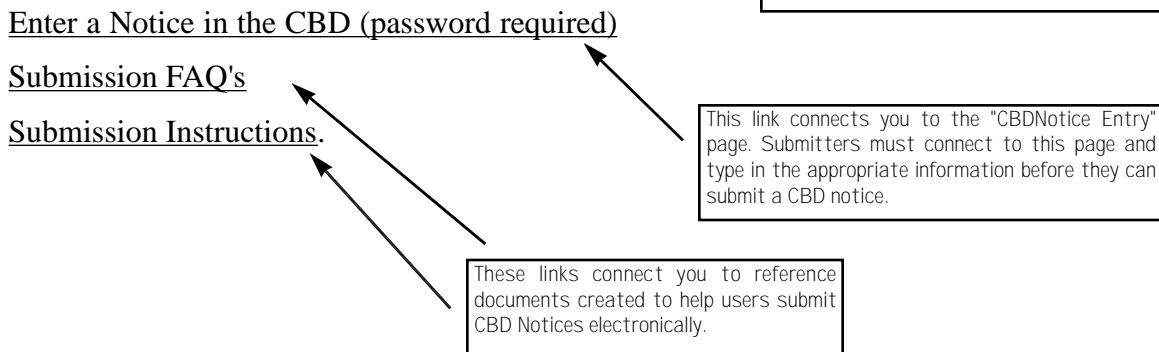 Enter a Notice in the CBD (password required)
Submission FAQ's
Submission Instructions.
This link connects you to the "CBDNotice Entry"
page. Submitters must connect to this page and
type in the appropriate information before they can
submit a CBD notice.
These links connect you to reference
documents created to help users submit
CBD Notices electronically.